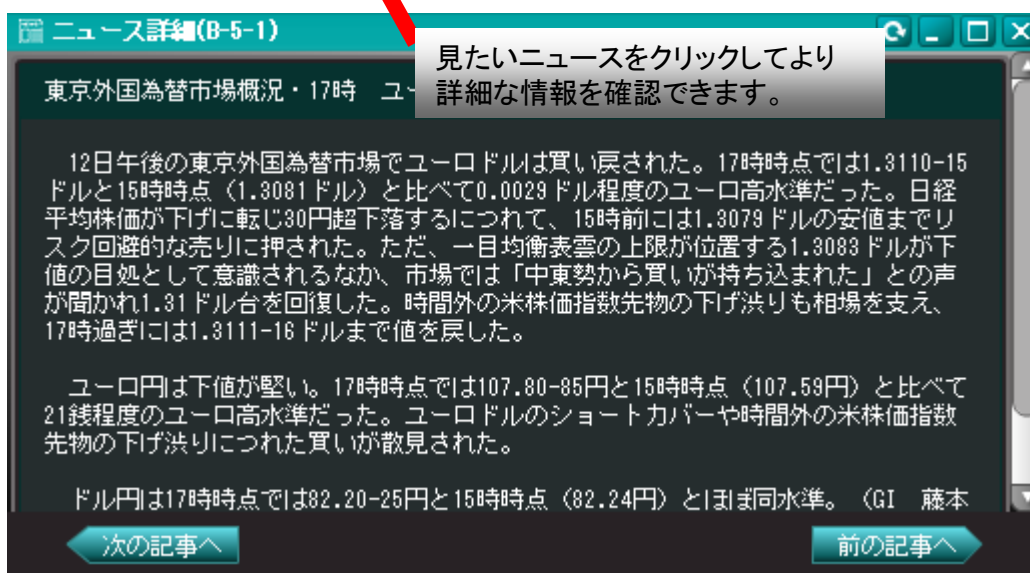 ニュース詳細(B-5-1)
見たいニュースをクリックしてより
詳細な情報を確認できます。
東京外国為替市場概況・17時　ユー
12日午後の東京外国為替市場でユーロドルは買い戻された。17時時点では1.3110-15
ドルと15時時点（1.3081ドル）と比べて0.0029ドル程度のユーロ高水準だった。日経
平均株価が下げに転じ30円超下落するにつれて、15時前には1.3079ドルの安値までリ
スク回避的な売りに押された。ただ、一目均衡表雲の上限が位置する1.3083ドルが下
値の目処として意識されるなか、市場では「中東勢から買いが持ち込まれた」との声
が聞かれ1.31ドル台を回復した。時間外の米株価指数先物の下げ渋りも相場を支え、
17時過ぎには1.3111-16ドルまで値を戻した。
ユーロ円は下値が堅い。17時時点では107.80-85円と15時時点（107.59円）と比べて
21銭程度のユーロ高水準だった。ユーロドルのショートカバーや時間外の米株価指数
先物の下げ渋りにつれた買いが散見された。
ドル円は17時時点では82.20-25円と15時時点（82.24円）とほぼ同水準。（GI　藤本
次の記事へ
前の記事へ